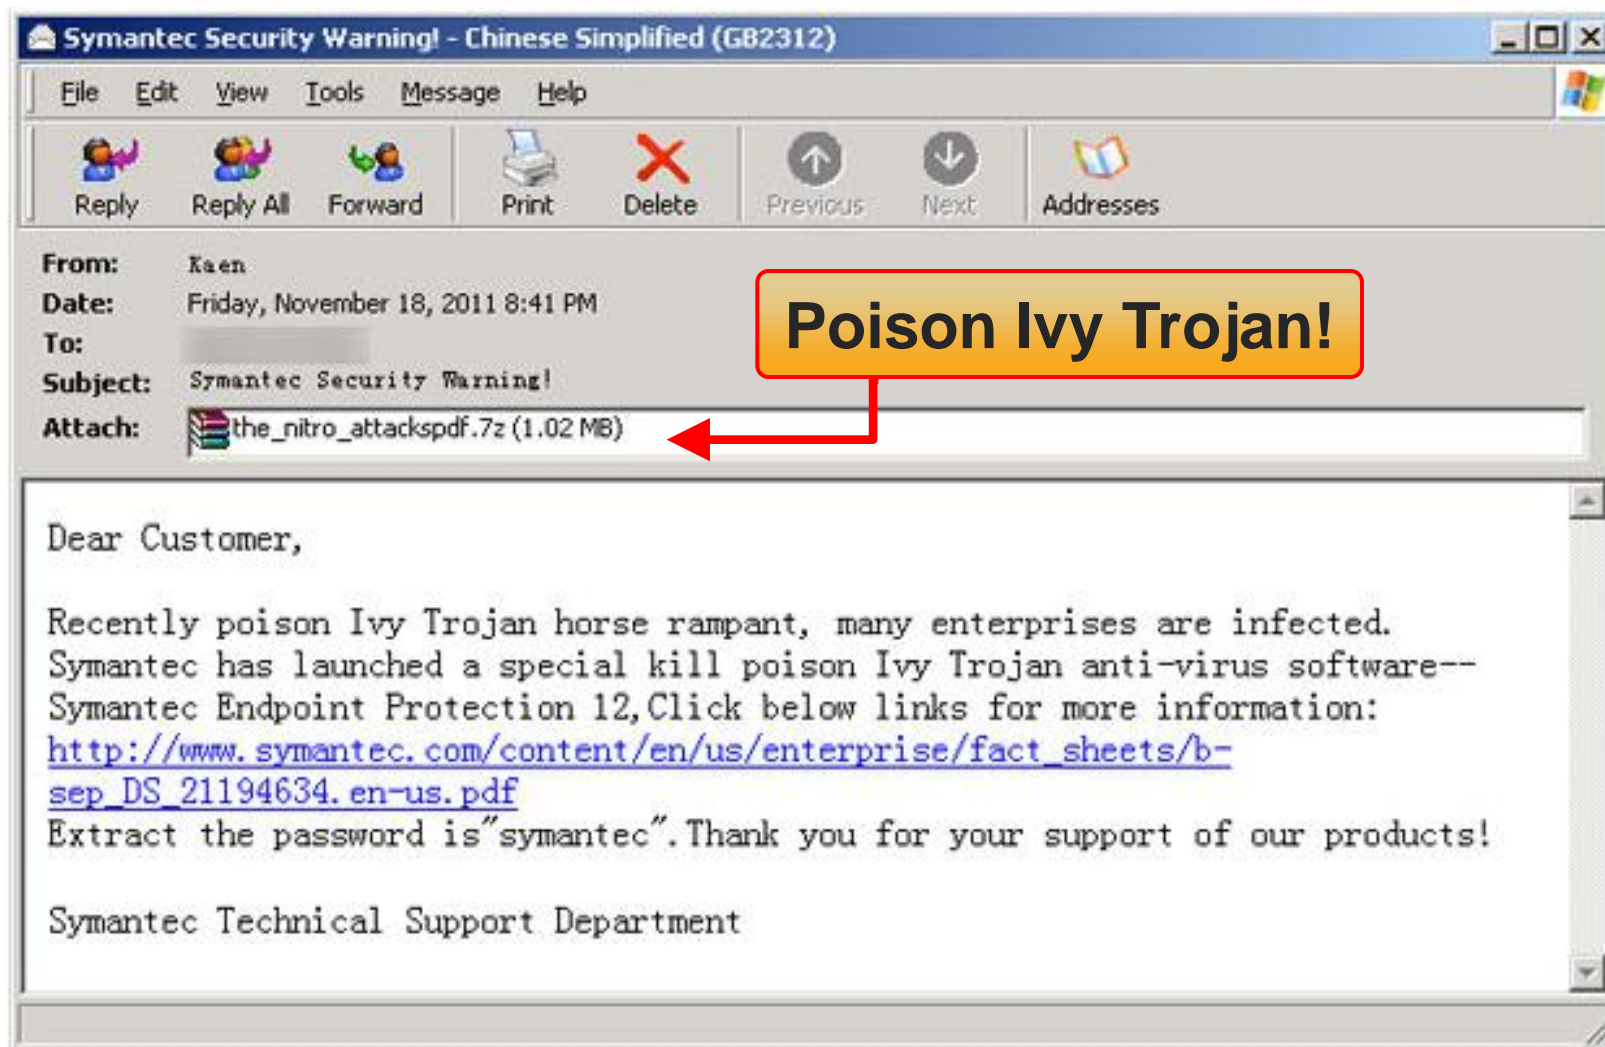 Symantec Security Warning! - Chinese Simplified (GB2312)
File Edit View Tools Message Help
Reply Reply All Forward Print Delete Previous Next Addresses
From: Kaen
Date: Friday, November 18, 2011 8:41 PM
To:
Subject: Symantec Security Warning!
Attach: the_nitro_attackspdf.7z (1.02 MB)
Poison Ivy Trojan!
Dear Customer,
Recently poison Ivy Trojan horse rampant, many enterprises are infected.
Symantec has launched a special kill poison Ivy Trojan anti-virus software--
Symantec Endpoint Protection 12,Click below links for more information:
http://www.symantec.com/content/en/us/enterprise/fact_sheets/b-
sep_DS_21194634.en-us.pdf
Extract the password is"symantec".Thank you for your support of our products!
Symantec Technical Support Department